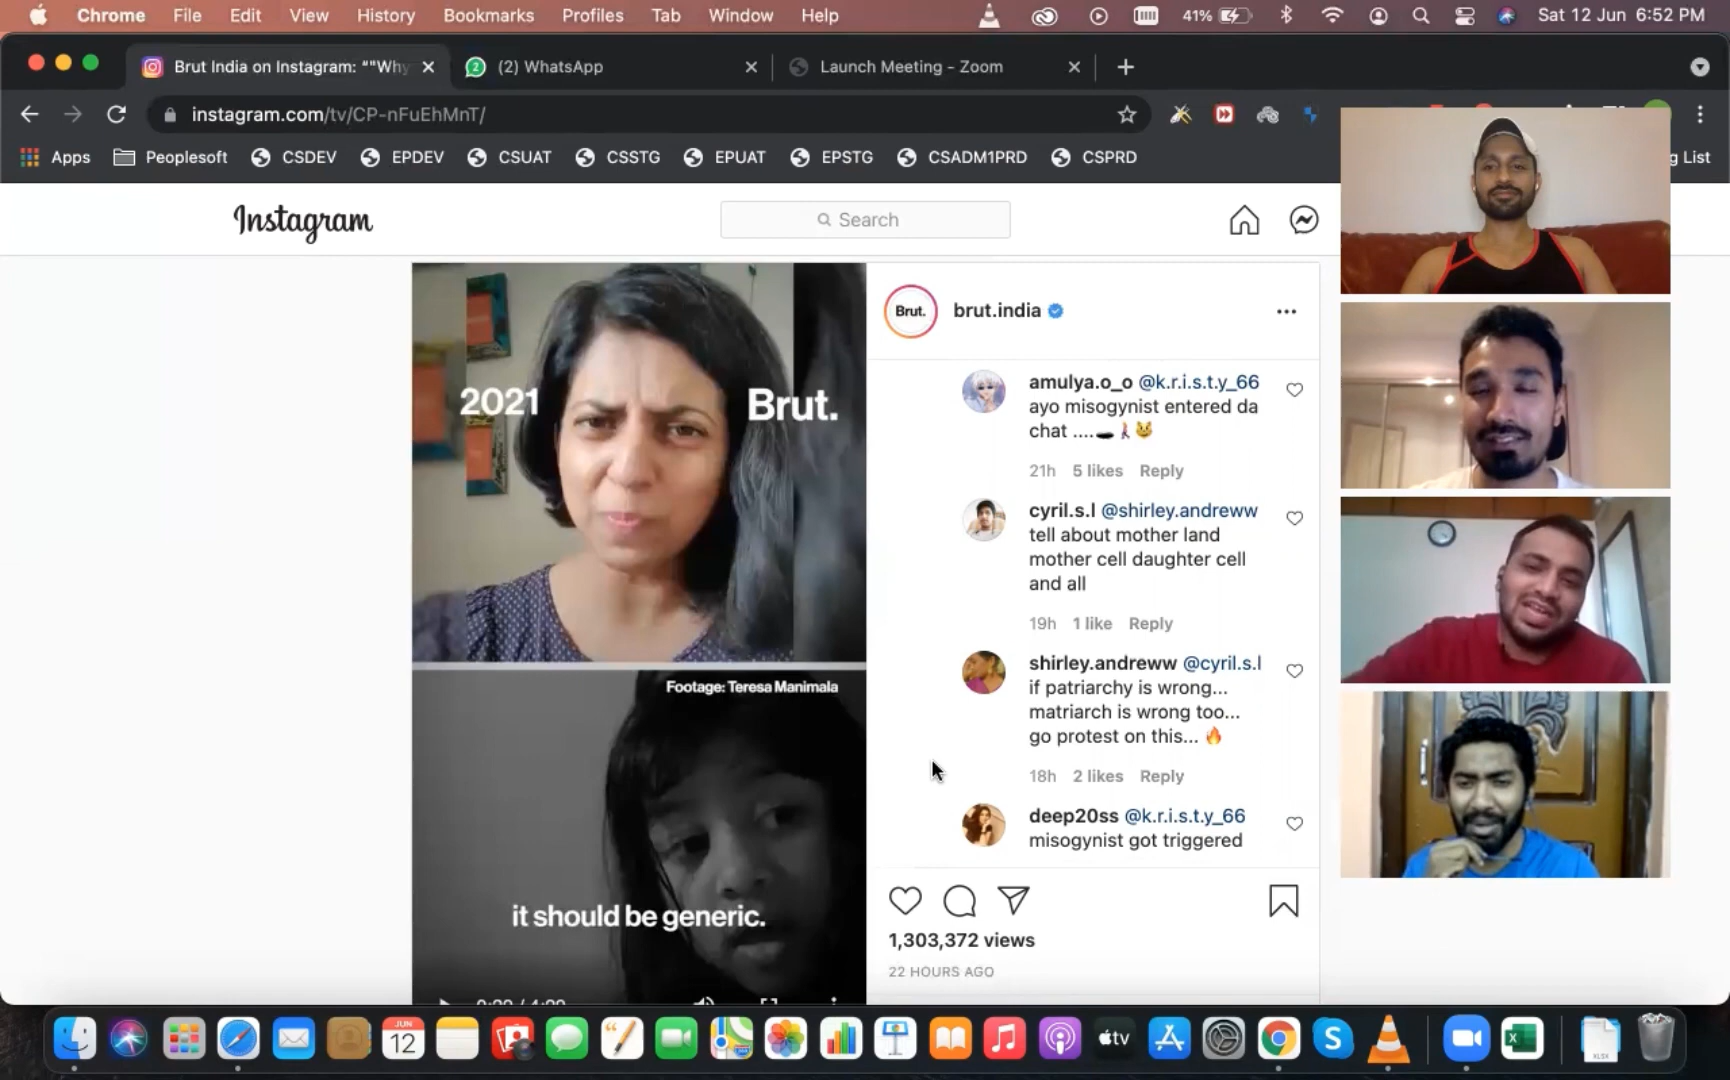 Chrome File Edit View History Bookmarks Profiles Tab Window Help 41% Sat 12 Jun 6:52 PM
Brut India on Instagram: "“Why (2) WhatsApp Launch Meeting - Zoom
instagram.com/tv/CP-nFuEhMnT/
Apps Peoplesoft CSDEV EPDEV CSUAT CSSTG EPUAT EPSTG CSADM1PRD CSPRD g List
Instagram Search
Brut. brut.india
2021 Brut.
Footage: Teresa Manimala
it should be generic.
amulya.o_o @k.r.i.s.t.y_66
ayo misogynist entered da
chat ....🕳🚶‍♀️😼
21h 5 likes Reply
cyril.s.l @shirley.andreww
tell about mother land
mother cell daughter cell
and all
19h 1 like Reply
shirley.andreww @cyril.s.l
if patriarchy is wrong...
matriarch is wrong too...
go protest on this... 🔥
18h 2 likes Reply
deep20ss @k.r.i.s.t.y_66
misogynist got triggered
1,303,372 views
22 HOURS AGO
JUN
12
tv
XLSX